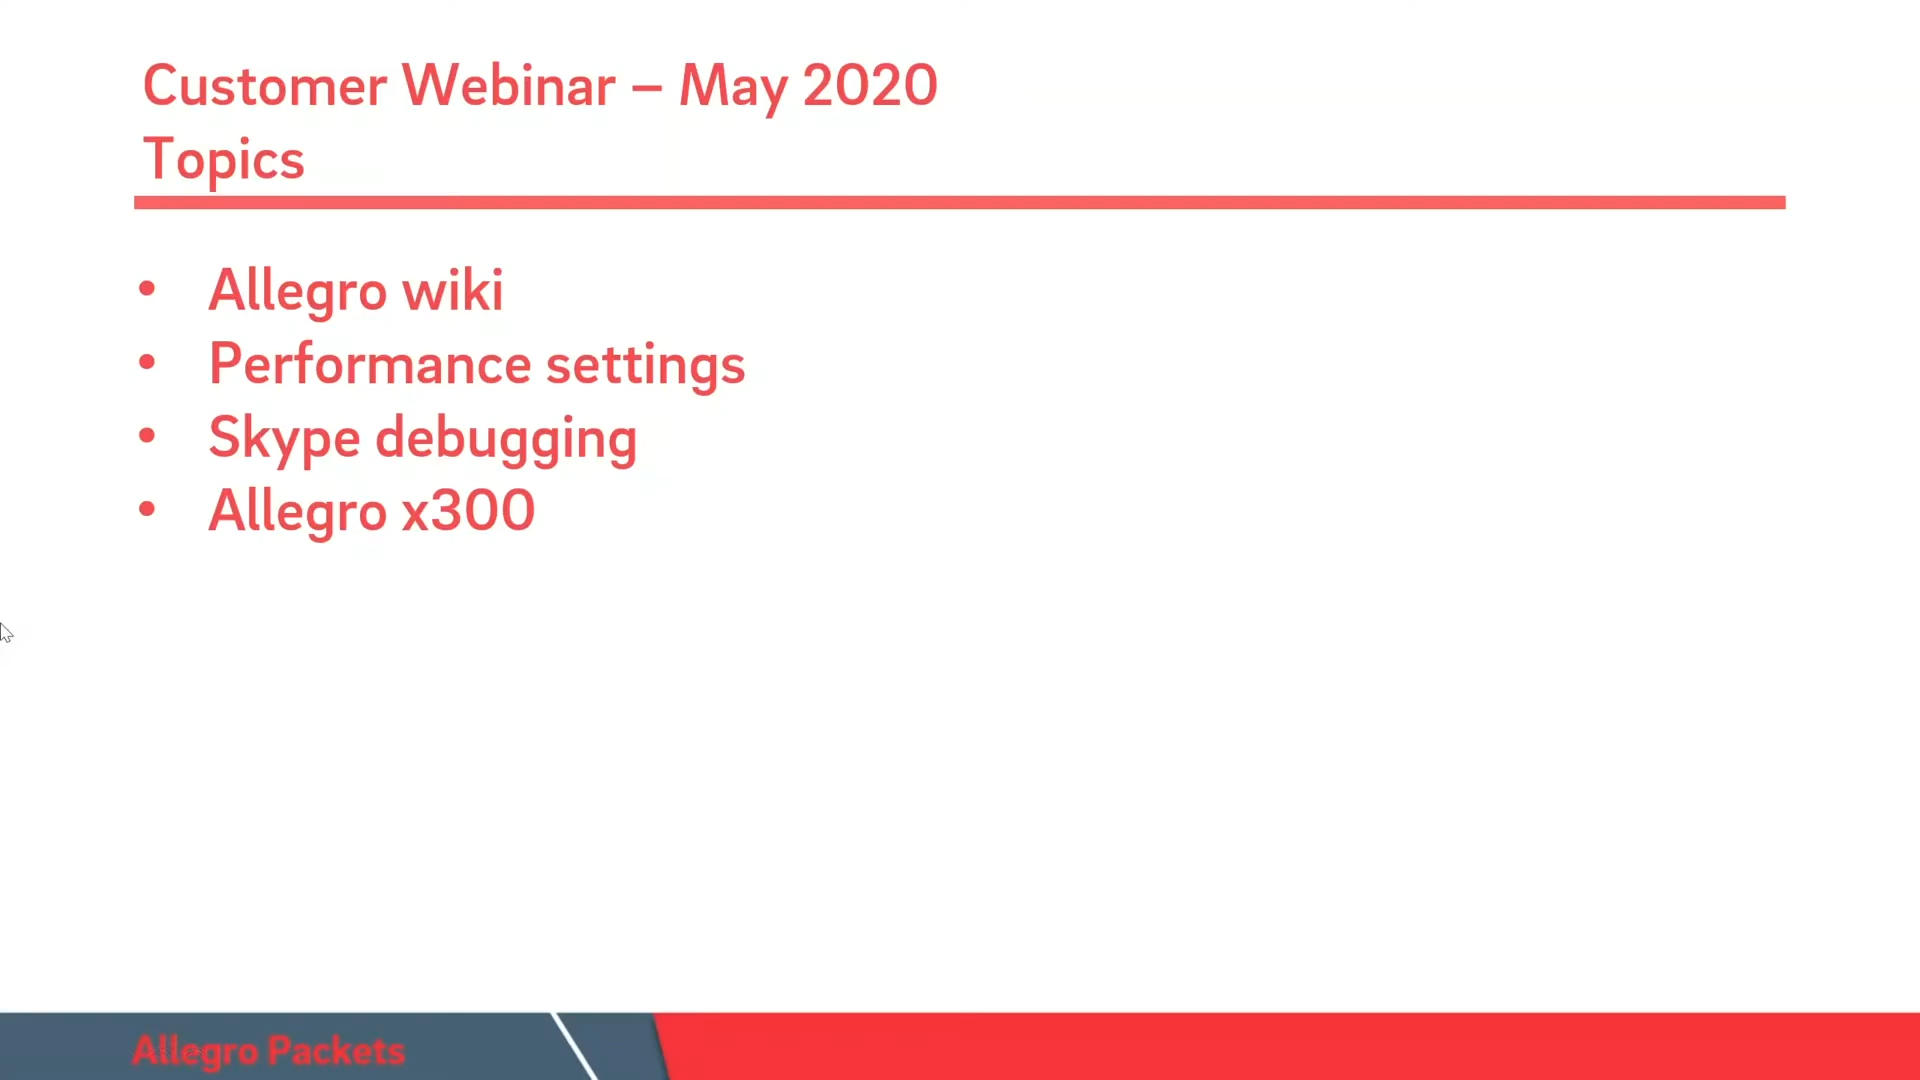 Customer Webinar – May 2020
Topics
• Allegro wiki
• Performance settings
• Skype debugging
• Allegro x300
Allegro Packets